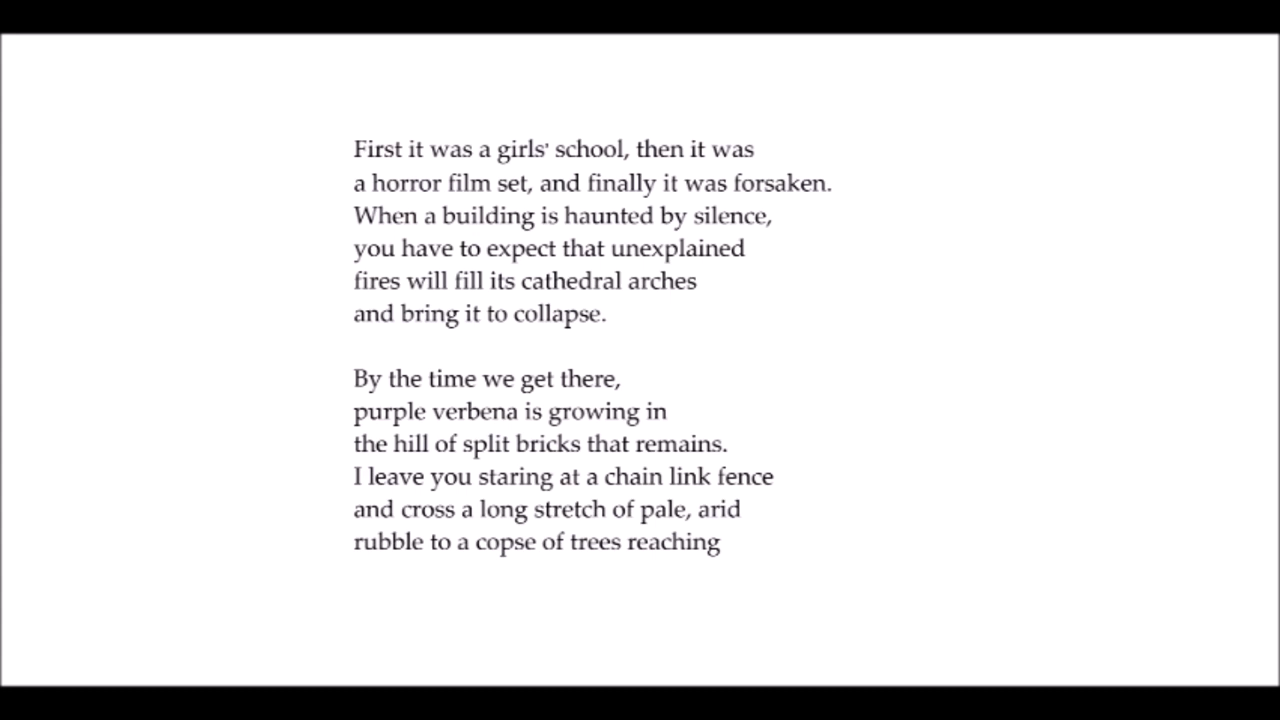 First it was a girls' school, then it was
a horror film set, and finally it was forsaken.
When a building is haunted by silence,
you have to expect that unexplained
fires will fill its cathedral arches
and bring it to collapse.
By the time we get there,
purple verbena is growing in
the hill of split bricks that remains.
I leave you staring at a chain link fence
and cross a long stretch of pale, arid
rubble to a copse of trees reaching